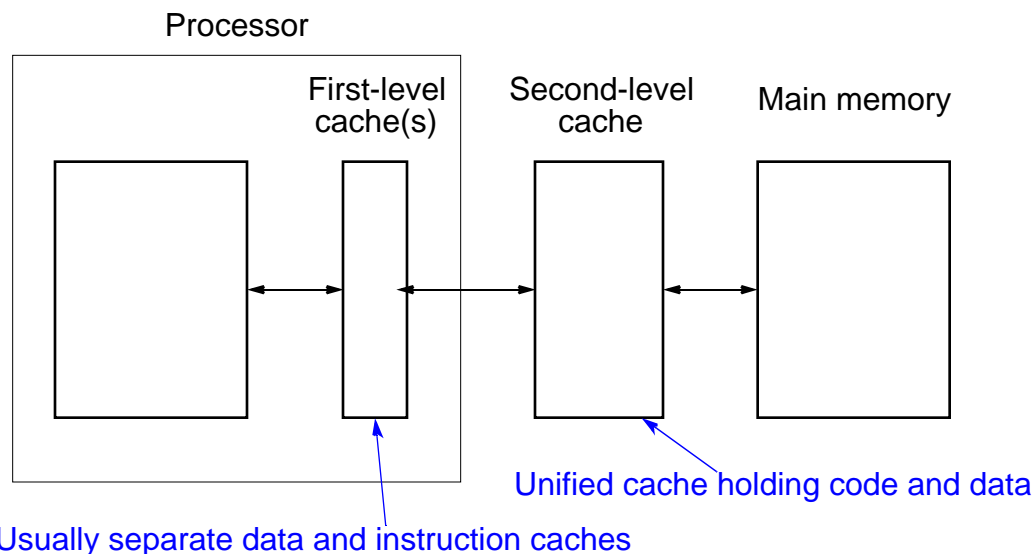 Processor
First-level
cache(s)
Second-level
cache
Main memory
Unified cache holding code and data
Usually separate data and instruction caches